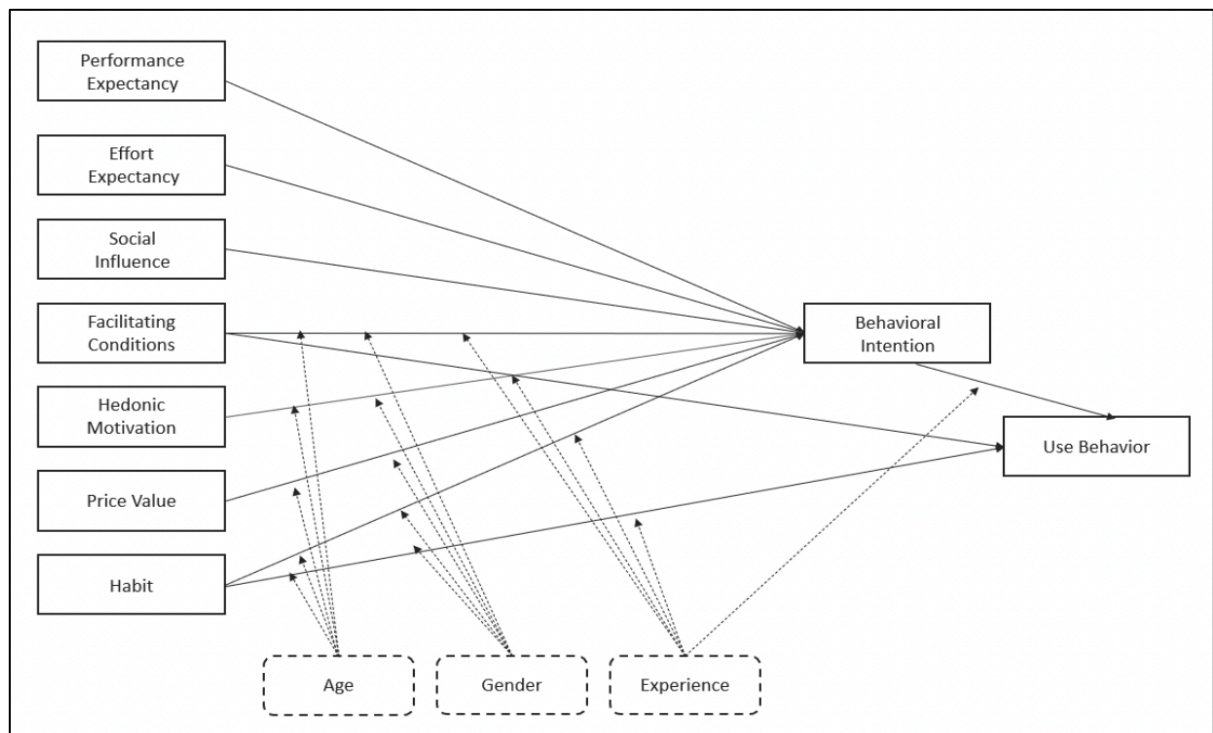 Performance
Expectancy
Effort
Expectancy
Social
Influence
Facilitating
Conditions
Behavioral
Intention
Hedonic
Motivation
Use Behavior
Price Value
Habit
Age
Gender
Experience